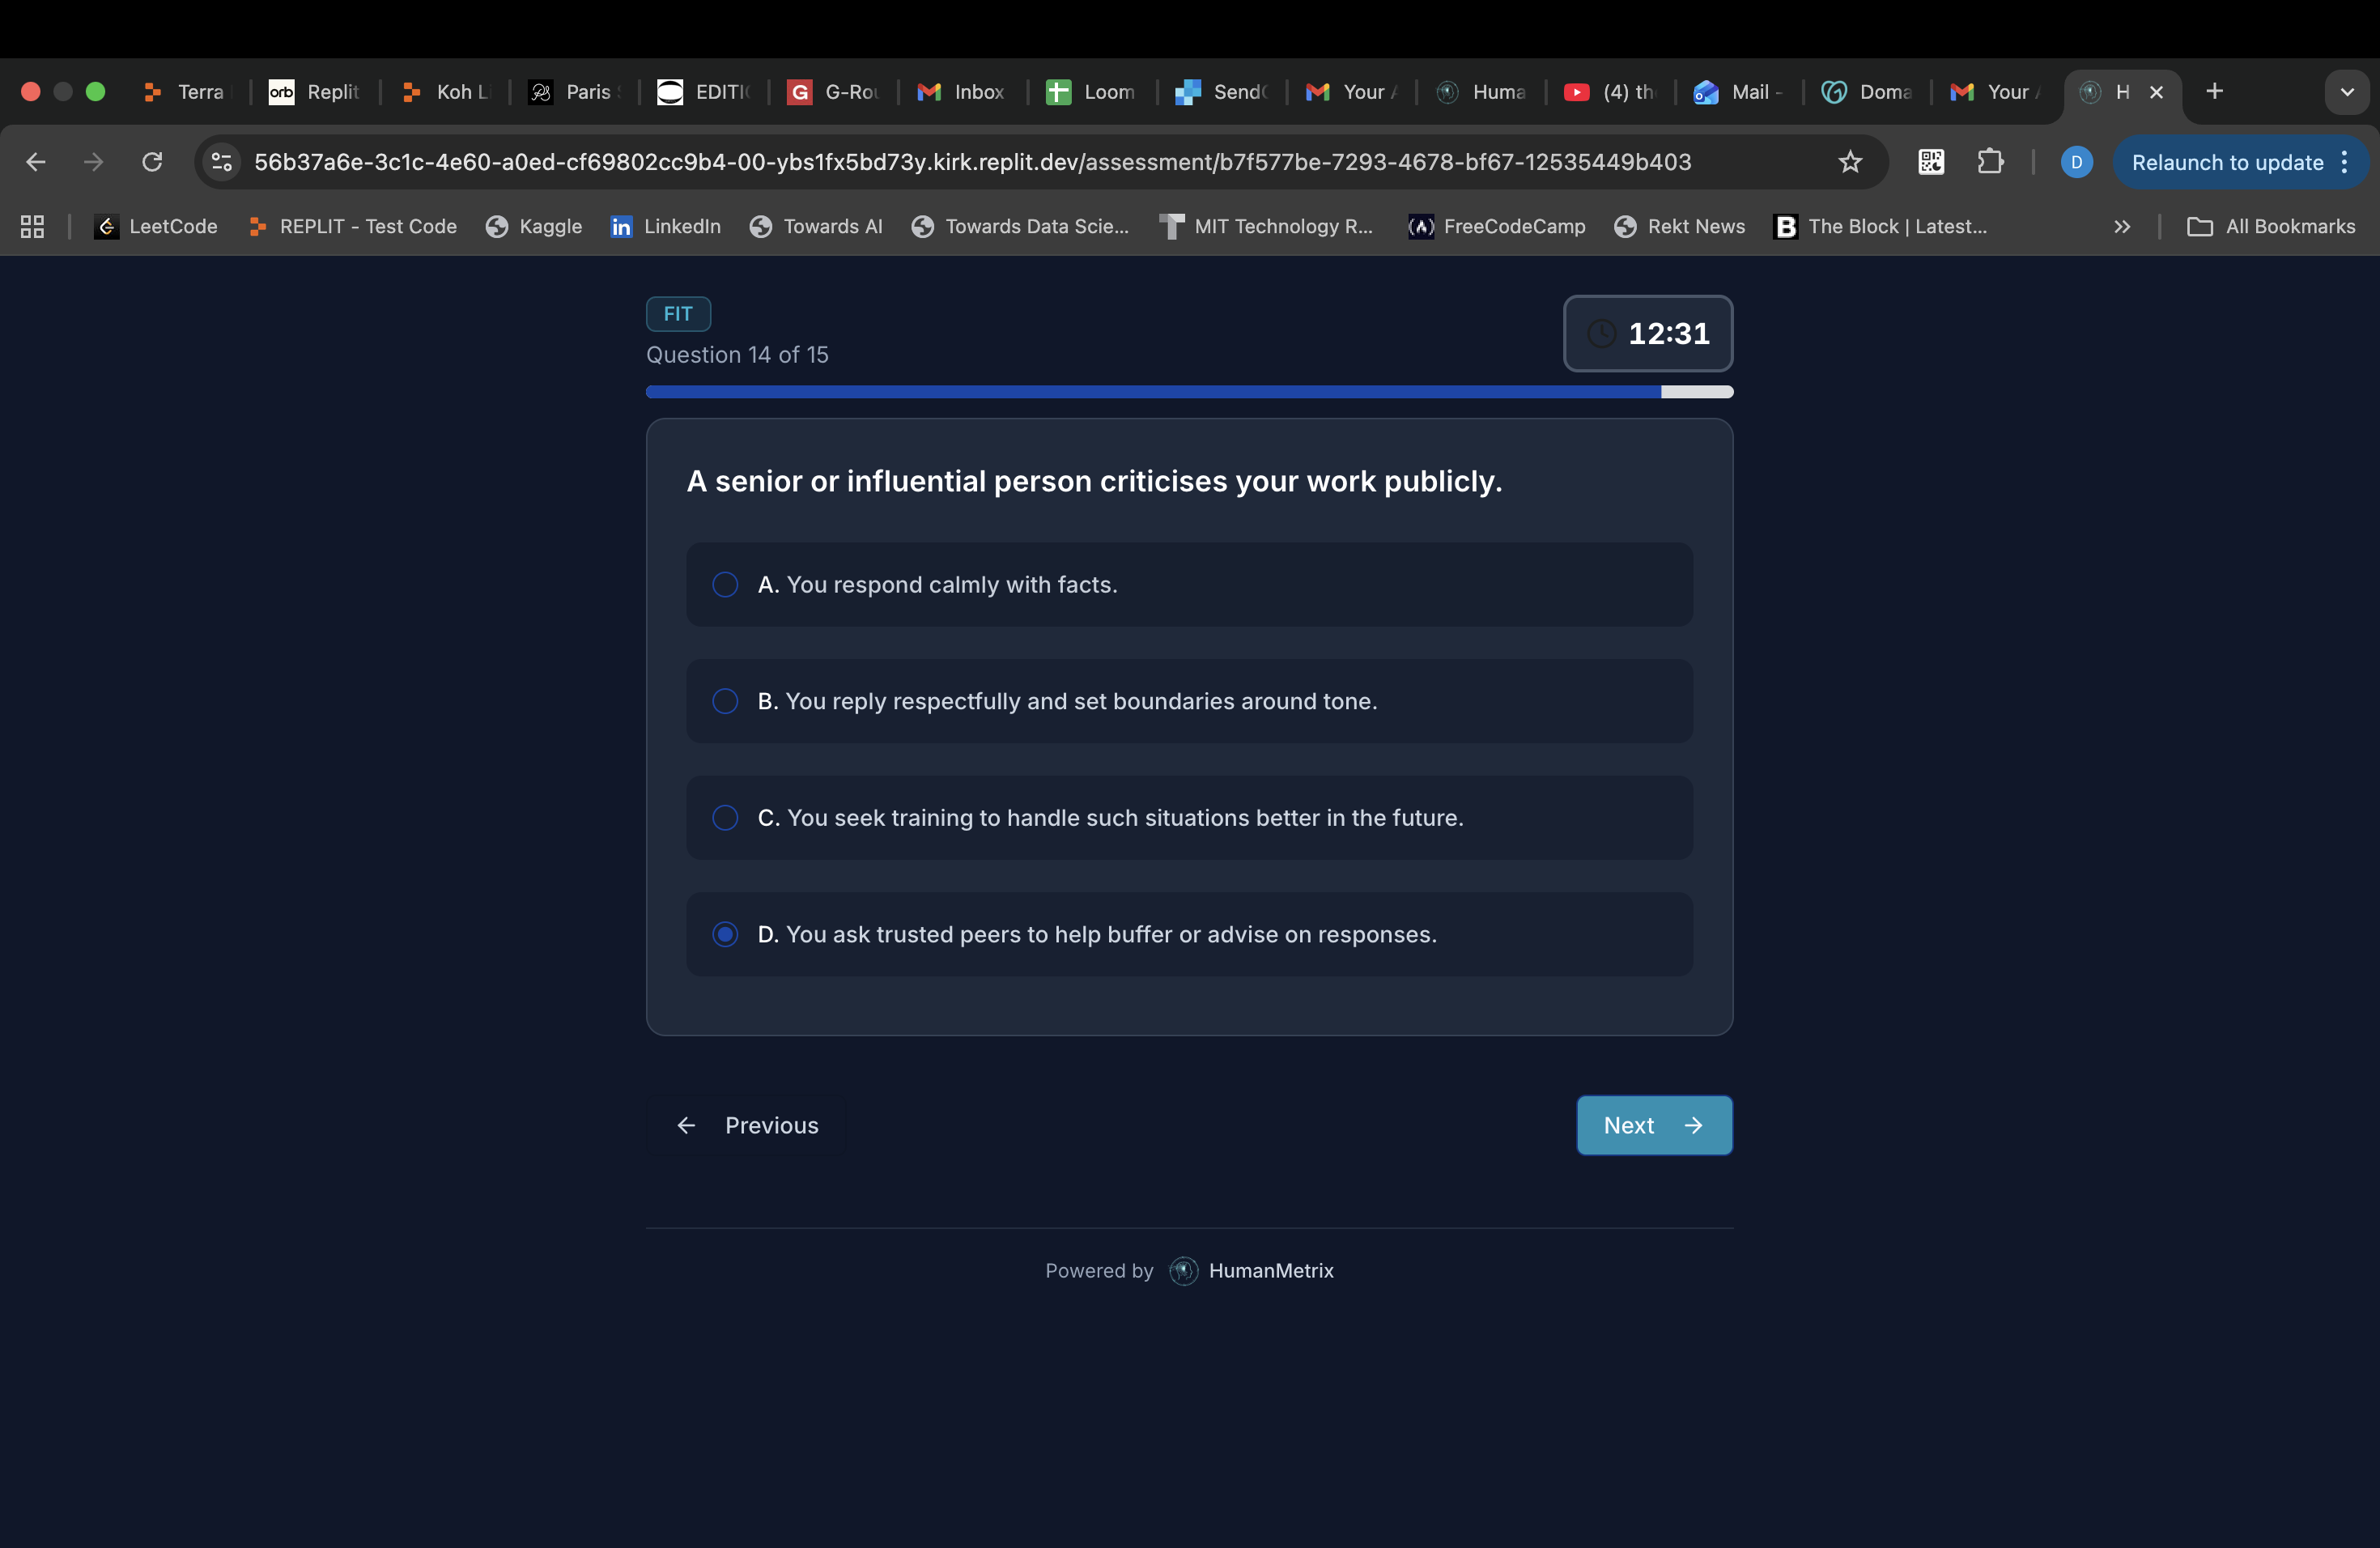 Terra
Replit
Koh Li
Paris S
EDITIO
G-Rou
Inbox
Loom
SendG
Your A
Huma
(4) the
Mail -
Doma
Your A
H
56b37a6e-3c1c-4e60-a0ed-cf69802cc9b4-00-ybs1fx5bd73y.kirk.replit.dev/assessment/b7f577be-7293-4678-bf67-12535449b403
D
Relaunch to update
LeetCode
REPLIT - Test Code
Kaggle
LinkedIn
Towards AI
Towards Data Scie...
MIT Technology R...
FreeCodeCamp
Rekt News
The Block | Latest...
All Bookmarks
FIT
Question 14 of 15
12:31
A senior or influential person criticises your work publicly.
A. You respond calmly with facts.
B. You reply respectfully and set boundaries around tone.
C. You seek training to handle such situations better in the future.
D. You ask trusted peers to help buffer or advise on responses.
Previous
Next
Powered by HumanMetrix